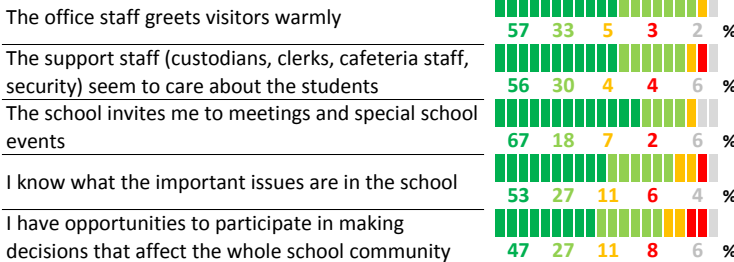 The office staff greets visitors warmly
57 33 5 3 2 %
The support staff (custodians, clerks, cafeteria staff,
security) seem to care about the students
56 30 4 4 6 %
The school invites me to meetings and special school
events
67 18 7 2 6 %
I know what the important issues are in the school
53 27 11 6 4 %
I have opportunities to participate in making
decisions that affect the whole school community
47 27 11 8 6 %